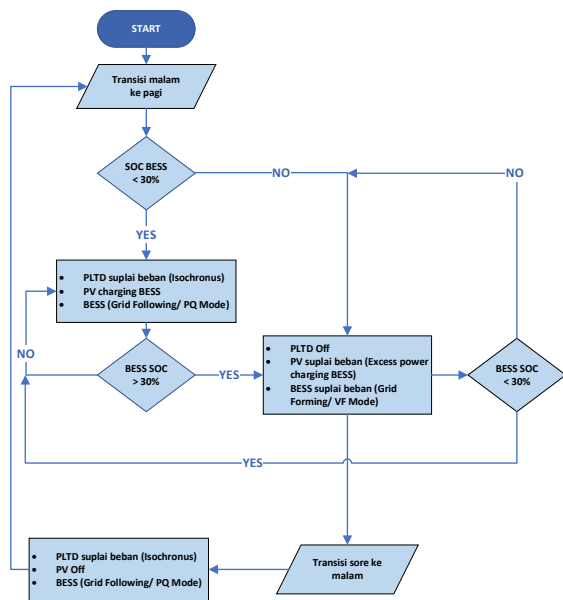 START
Transisi malam
ke pagi
SOC BESS
< 30%
NO
NO
YES
• PLTD suplai beban (Isochronus)
• PV charging BESS
• BESS (Grid Following/ PQ Mode)
NO
BESS SOC
> 30%
YES
• PLTD Off
• PV suplai beban (Excess power
charging BESS)
• BESS suplai beban (Grid
Forming/ VF Mode)
BESS SOC
< 30%
YES
• PLTD suplai beban (Isochronus)
• PV Off
• BESS (Grid Following/ PQ Mode)
Transisi sore ke
malam